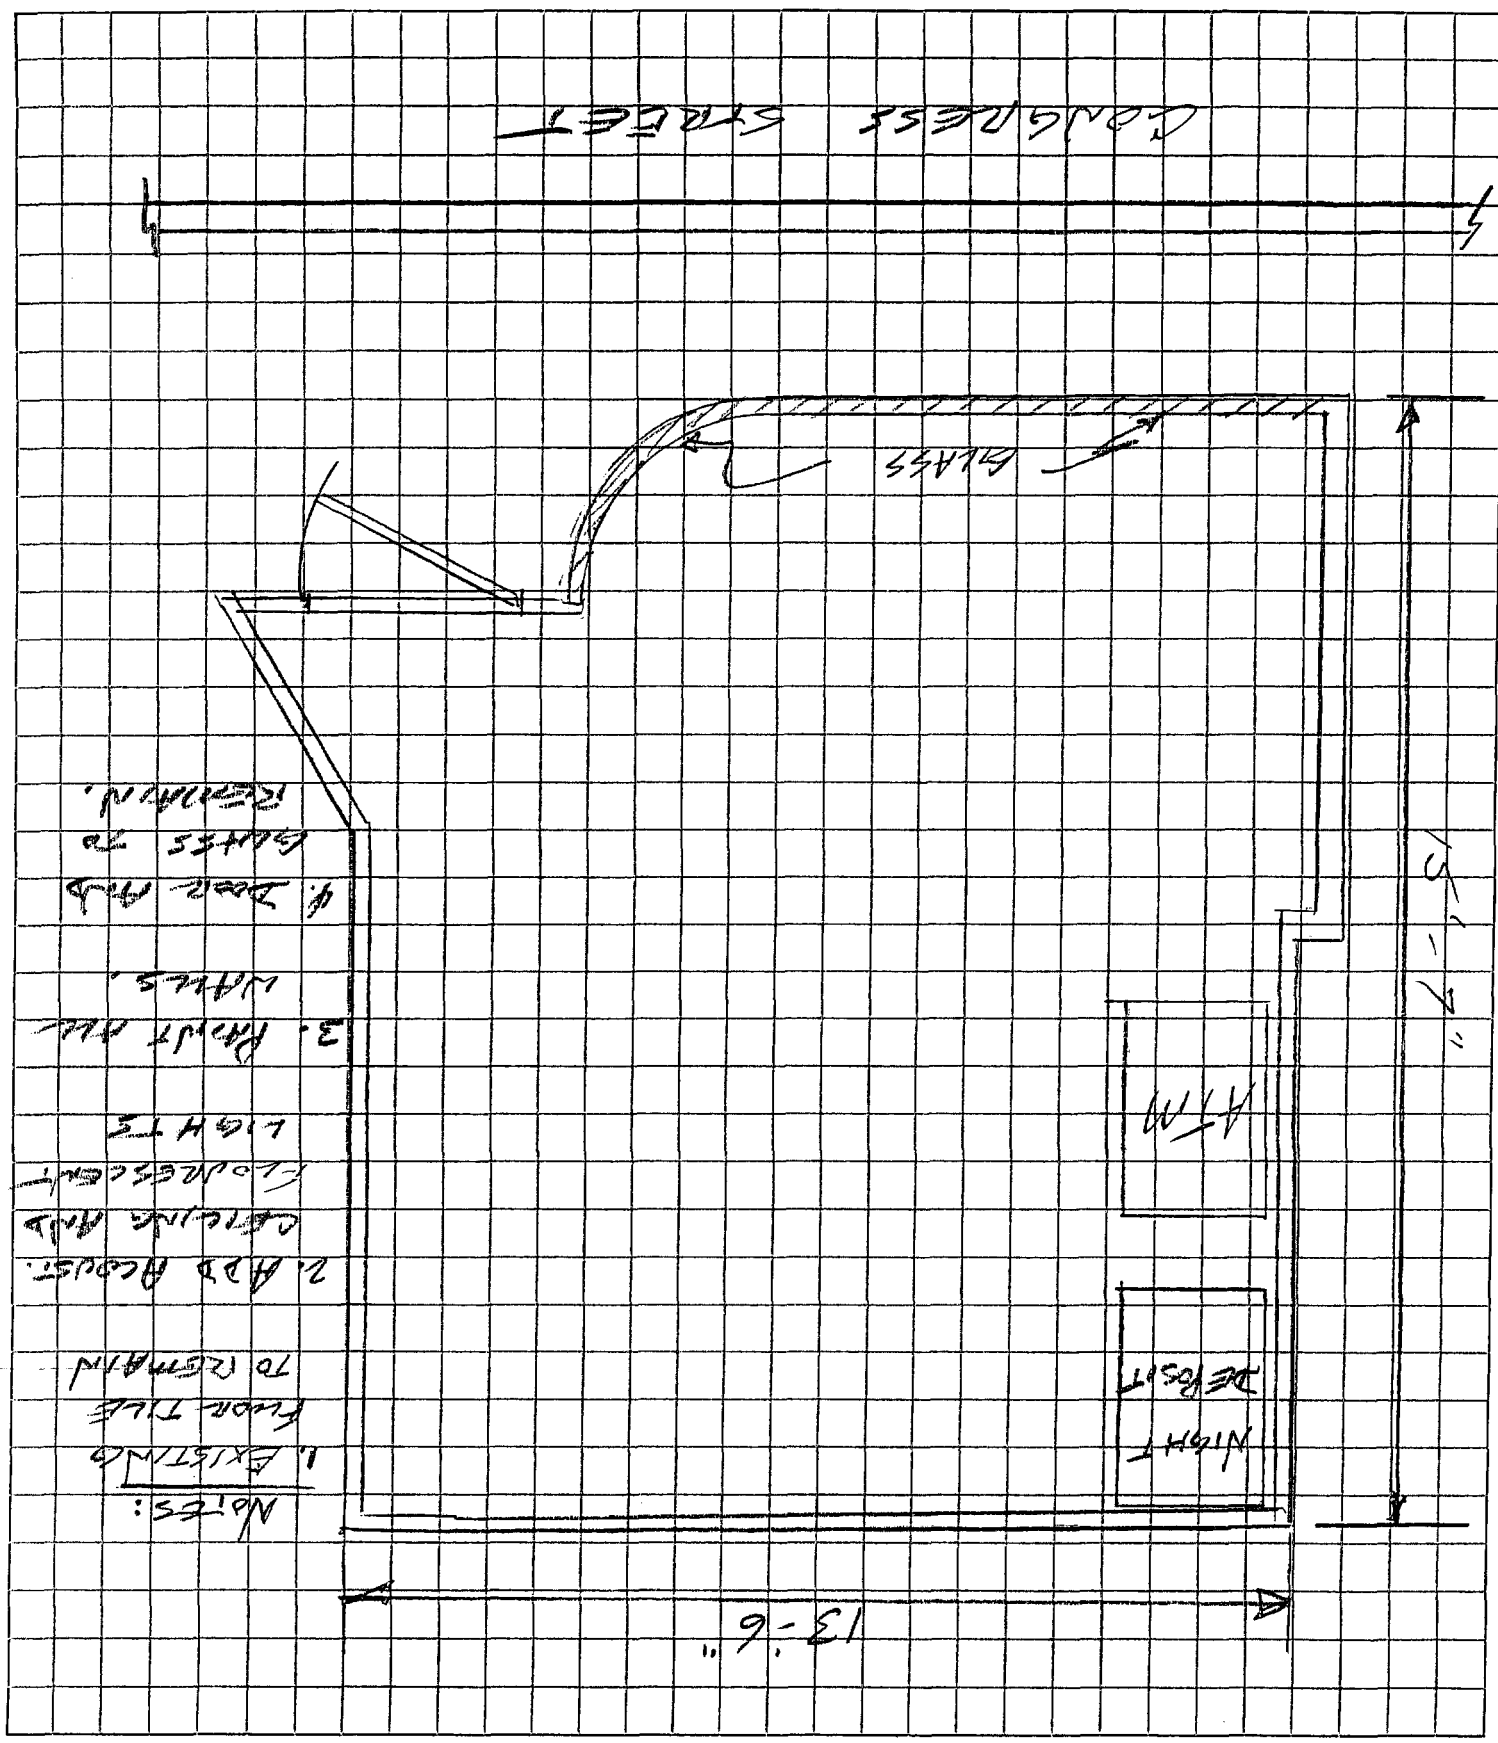 13'-6"
NOTES:
1. EXISTING
FLOOR TILE
TO REMAIN
2. ADD ACOUST.
CEILING AND
FLOURESCENT
LIGHTS
3. PAINT ALL
WALLS.
4. DOOR AND
GLASS TO
REMAIN.
NIGHT
DEPOSIT
ATM
15'-7"
GLASS
CONGRESS STREET